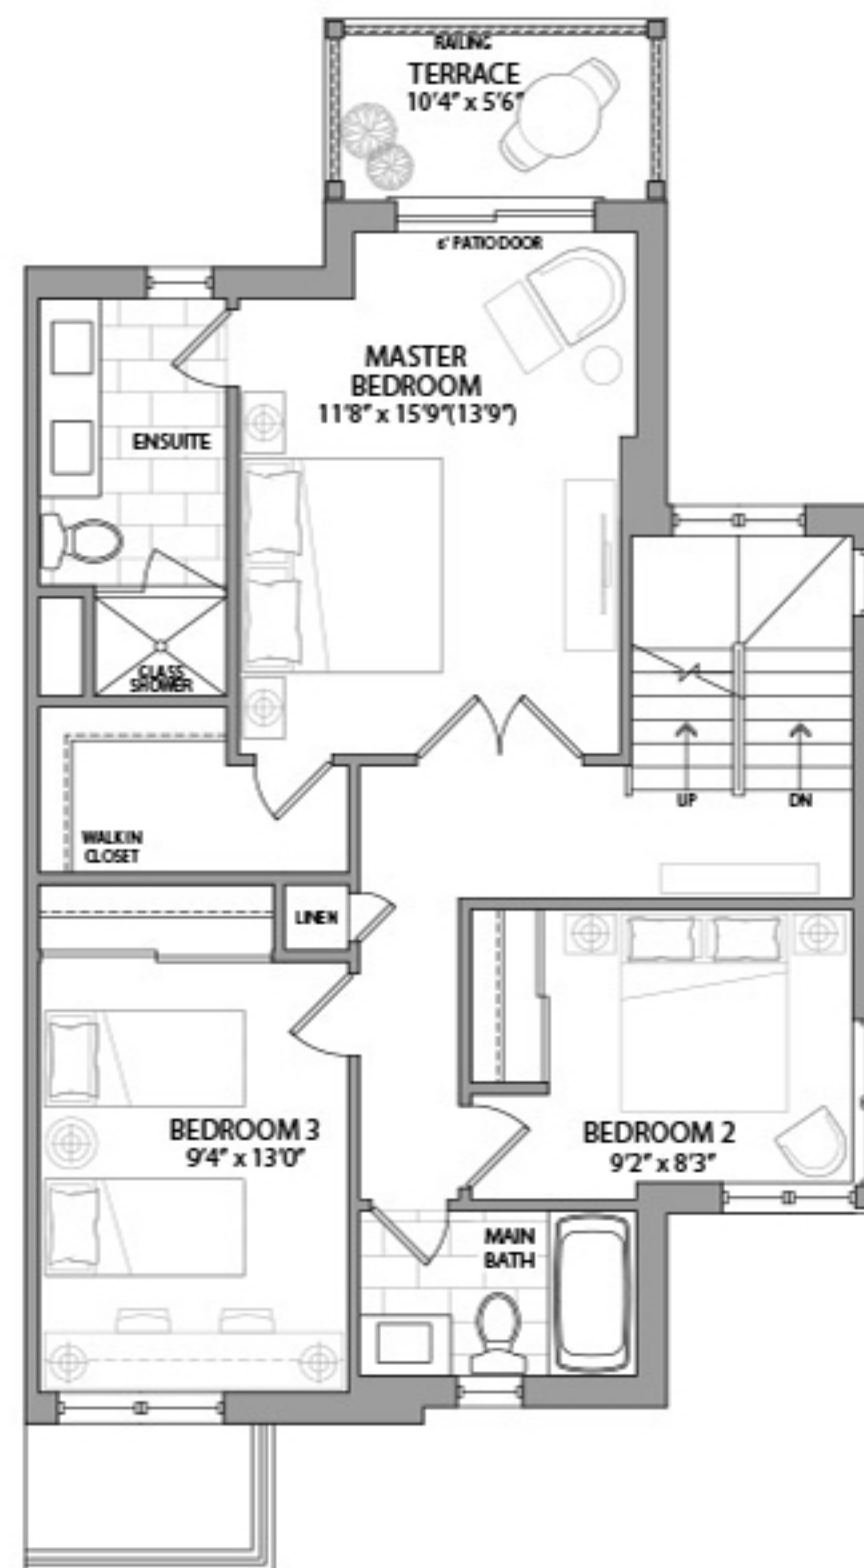 RAILING
TERRACE
10'4" x 5'6"
6' PATIO DOOR
MASTER
BEDROOM
11'8" x 15'9"(13'9")
ENSUITE
GLASS
SHOWER
UP
DN
WALK IN
CLOSET
LINEN
BEDROOM 3
9'4" x 13'0"
BEDROOM 2
9'2" x 8'3"
MAIN
BATH